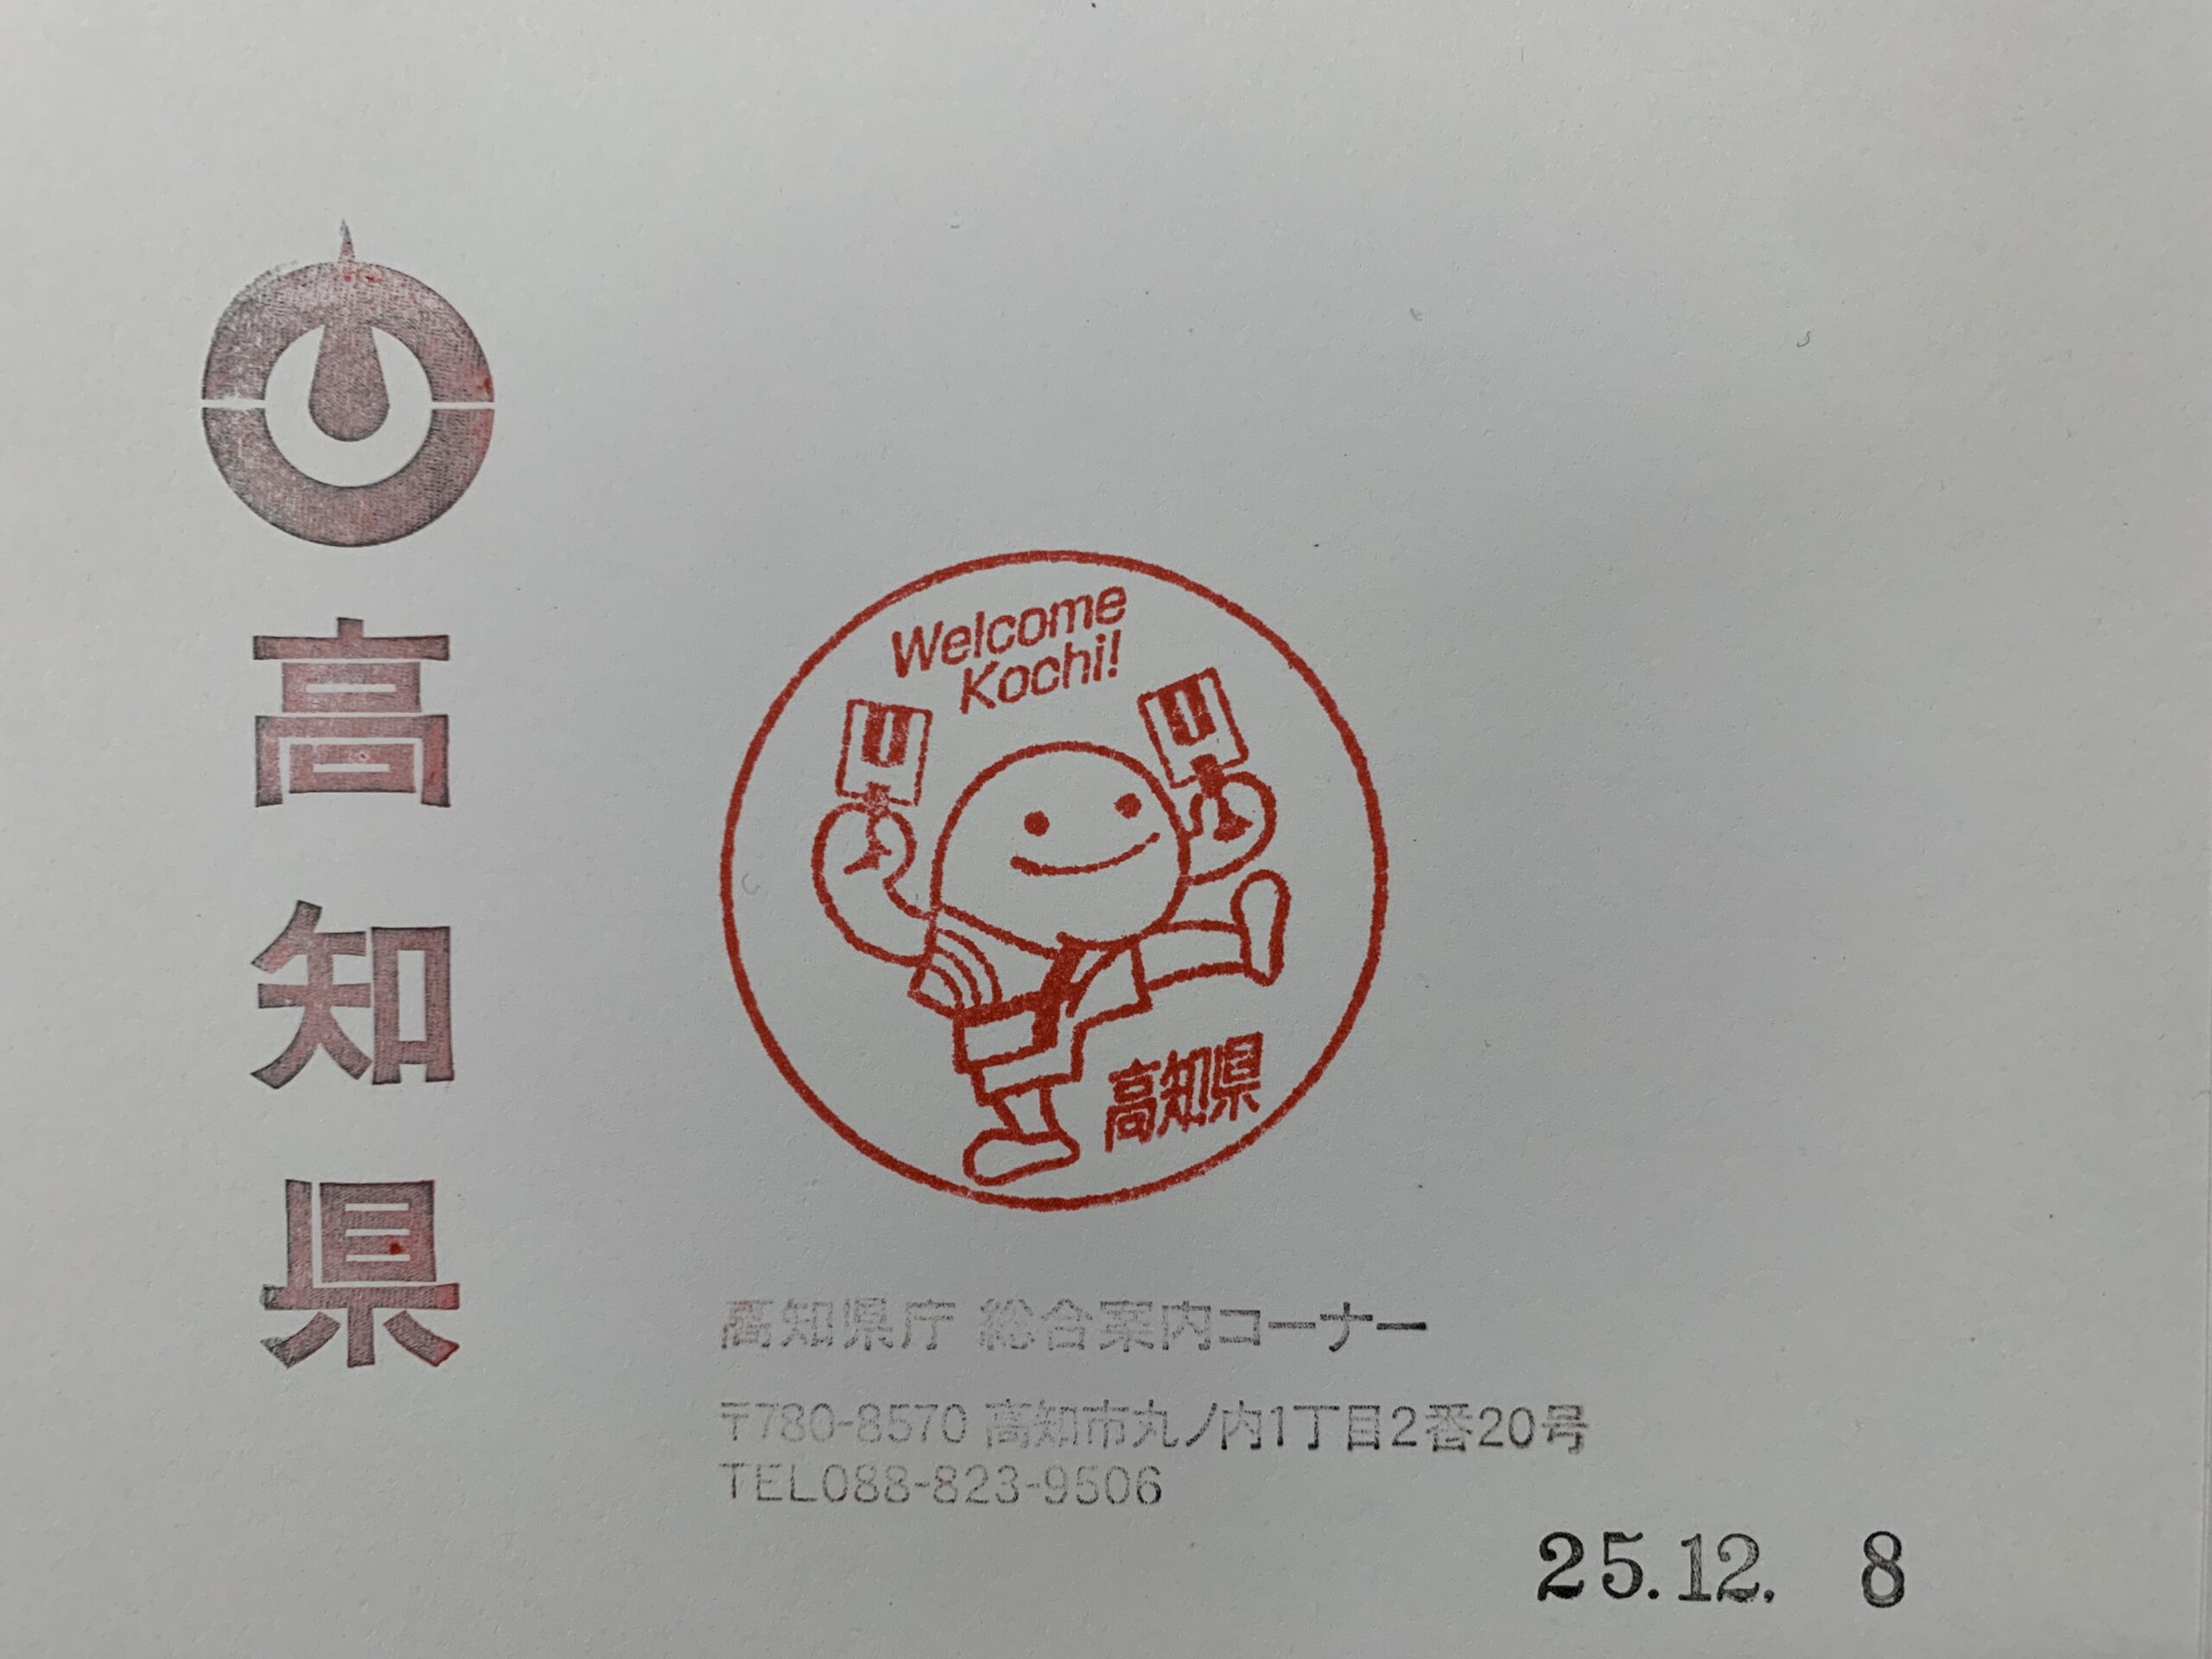 高知県
Welcome
Kochi!
高知県
高知県庁 総合案内コーナー
〒780-8570 高知市丸ノ内1丁目2番20号
TEL088-823-9506
25.12. 8